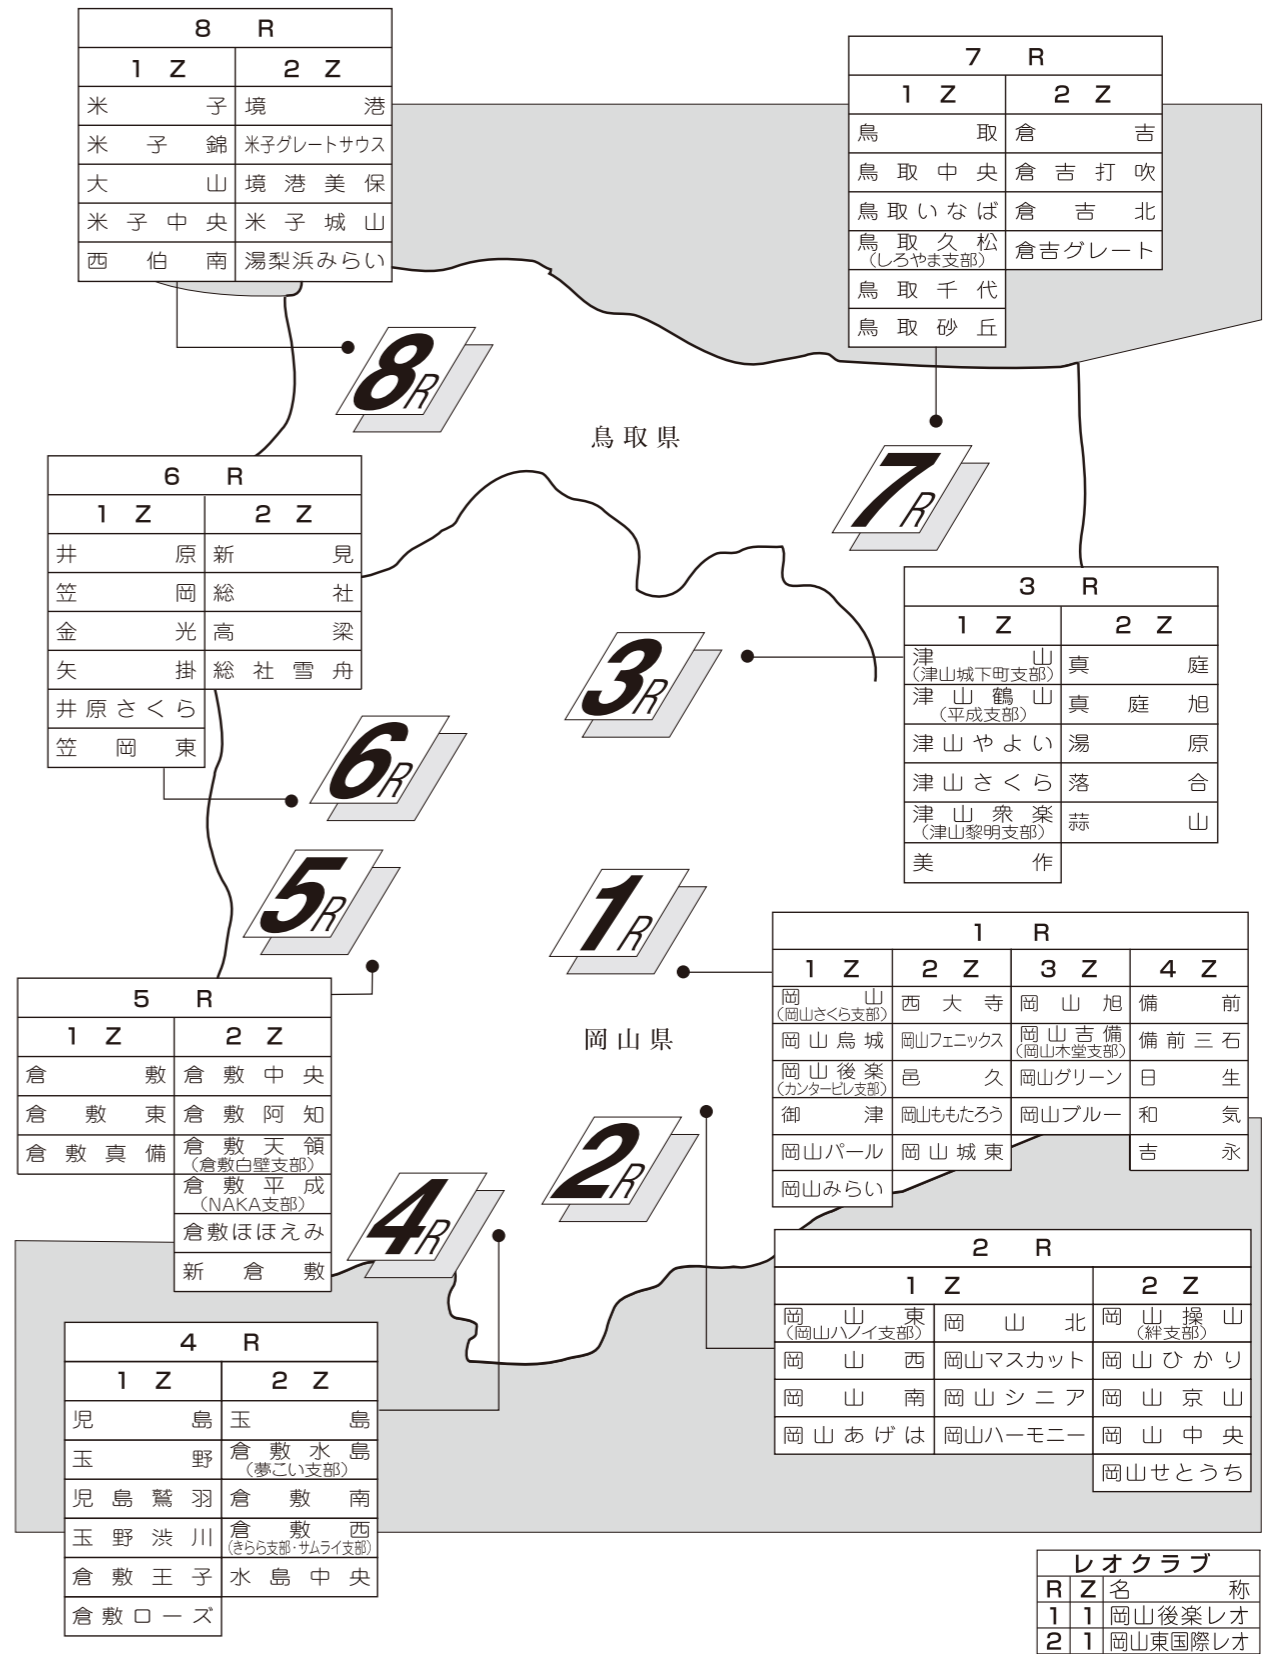 8 R
1 Z 2 Z
米子 境港
米子錦 米子グレートサウス
大山 境港美保
米子中央 米子城山
西伯南 湯梨浜みらい
7 R
1 Z 2 Z
鳥取 倉吉
鳥取中央 倉吉打吹
鳥取いなば 倉吉北
鳥取久松 倉吉グレート
(しろやま支部)
鳥取千代
鳥取砂丘
8R
鳥取県
7R
6 R
1 Z 2 Z
井原 新見
笠岡 総社
金光 高梁
矢掛 総社雪舟
井原さくら
笠岡東
3 R
1 Z 2 Z
津山 真庭
(津山城下町支部)
津山鶴山 真庭旭
(平成支部)
津山やよい 湯原
津山さくら 落合
津山衆楽 蒜山
(津山黎明支部)
美作
3R
6R
5R
1R
1 R
1 Z 2 Z 3 Z 4 Z
岡山 西大寺 岡山旭 備前
(岡山さくら支部)
岡山烏城 岡山フェニックス 岡山吉備 備前三石
(岡山木堂支部)
岡山後楽 邑久 岡山グリーン 日生
(カンタービレ支部)
御津 岡山ももたろう 岡山ブルー 和気
岡山パール 岡山城東 吉永
岡山みらい
岡山県
5 R
1 Z 2 Z
倉敷 倉敷中央
倉敷東 倉敷阿知
倉敷真備 倉敷天領
(倉敷白壁支部)
倉敷平成
(NAKA支部)
倉敷ほほえみ
新倉敷
2R
4R
2 R
1 Z 2 Z
岡山東 岡山北 岡山操山
(岡山ハノイ支部) (絆支部)
岡山西 岡山マスカット 岡山ひかり
岡山南 岡山シニア 岡山京山
岡山あげは 岡山ハーモニー 岡山中央
岡山せとうち
4 R
1 Z 2 Z
児島 玉島
玉野 倉敷水島
(夢こい支部)
児島鷲羽 倉敷南
玉野渋川 倉敷西
(きらら支部・サムライ支部)
倉敷王子 水島中央
倉敷ローズ
レオクラブ
R Z 名称
1 1 岡山後楽レオ
2 1 岡山東国際レオ